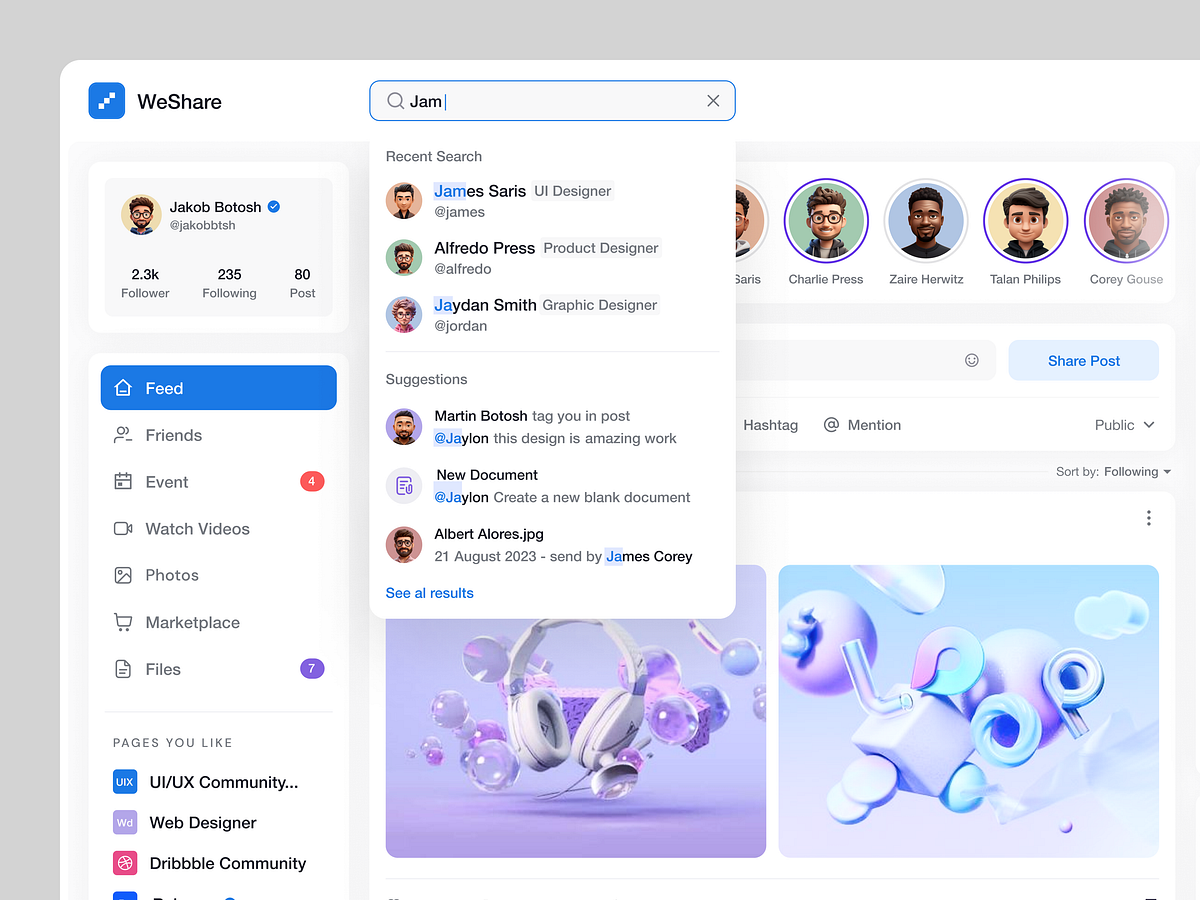 WeShare
Jam
Recent Search
James Saris UI Designer
@james
Alfredo Press Product Designer
@alfredo
Jaydan Smith Graphic Designer
@jordan
Suggestions
Martin Botosh tag you in post
@Jaylon this design is amazing work
New Document
@Jaylon Create a new blank document
Albert Alores.jpg
21 August 2023 - send by James Corey
See al results
Jakob Botosh
@jakobbtsh
2.3k 235 80
Follower Following Post
Feed
Friends
Event 4
Watch Videos
Photos
Marketplace
Files 7
PAGES YOU LIKE
UIX UI/UX Community...
Wd Web Designer
Dribbble Community
Saris Charlie Press Zaire Herwitz Talan Philips Corey Gouse
Share Post
Hashtag @ Mention Public
Sort by: Following